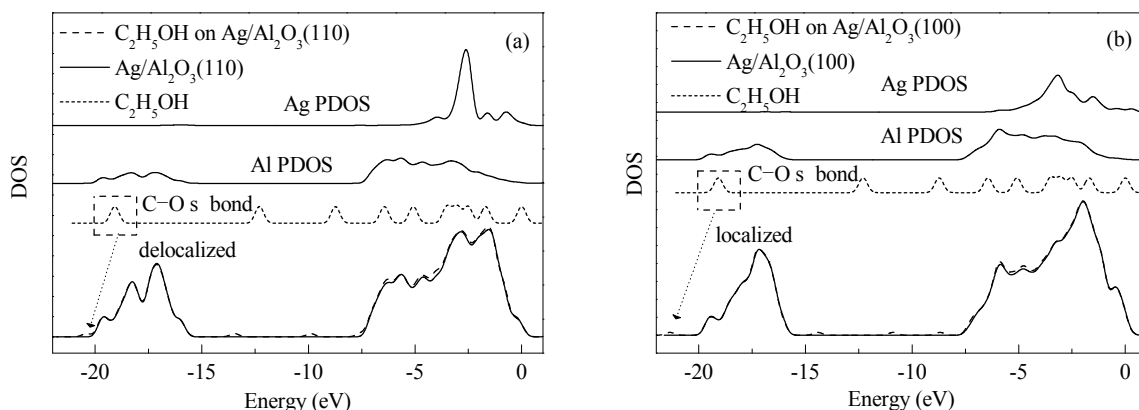 (a)
C₂H₅OH on Ag/Al₂O₃(110)
Ag/Al₂O₃(110)
C₂H₅OH
Ag PDOS
Al PDOS
C−O s bond
delocalized
DOS
-20 -15 -10 -5 0
Energy (eV)
(b)
C₂H₅OH on Ag/Al₂O₃(100)
Ag/Al₂O₃(100)
C₂H₅OH
Ag PDOS
Al PDOS
C−O s bond
localized
DOS
-20 -15 -10 -5 0
Energy (eV)